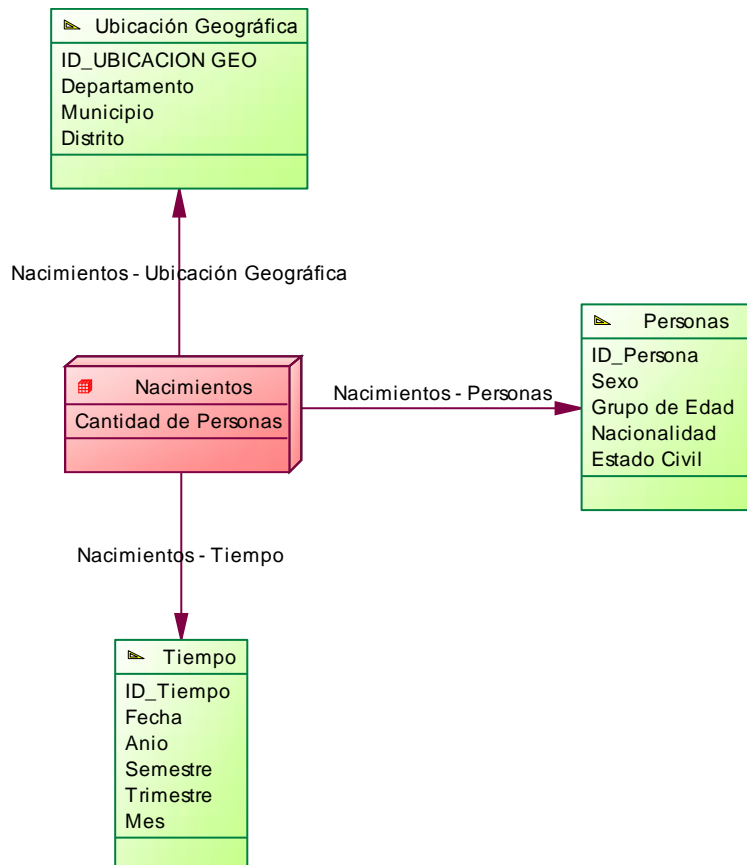 Ubicación Geográfica
ID_UBICACION GEO
Departamento
Municipio
Distrito
Nacimientos - Ubicación Geográfica
Nacimientos
Cantidad de Personas
Nacimientos - Personas
Personas
ID_Persona
Sexo
Grupo de Edad
Nacionalidad
Estado Civil
Nacimientos - Tiempo
Tiempo
ID_Tiempo
Fecha
Anio
Semestre
Trimestre
Mes